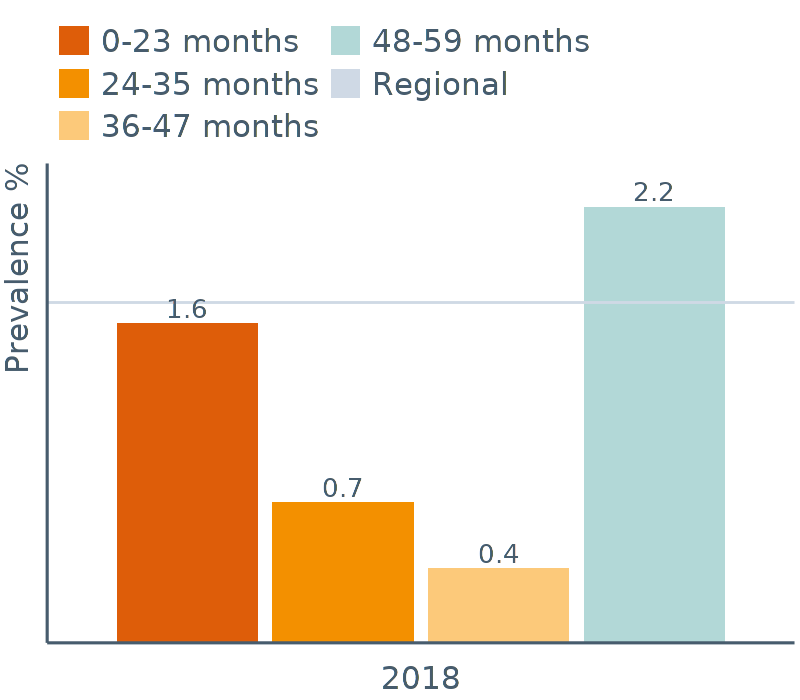 0-23 months
24-35 months
36-47 months
48-59 months
Regional
Prevalence %
1.6
0.7
0.4
2.2
2018